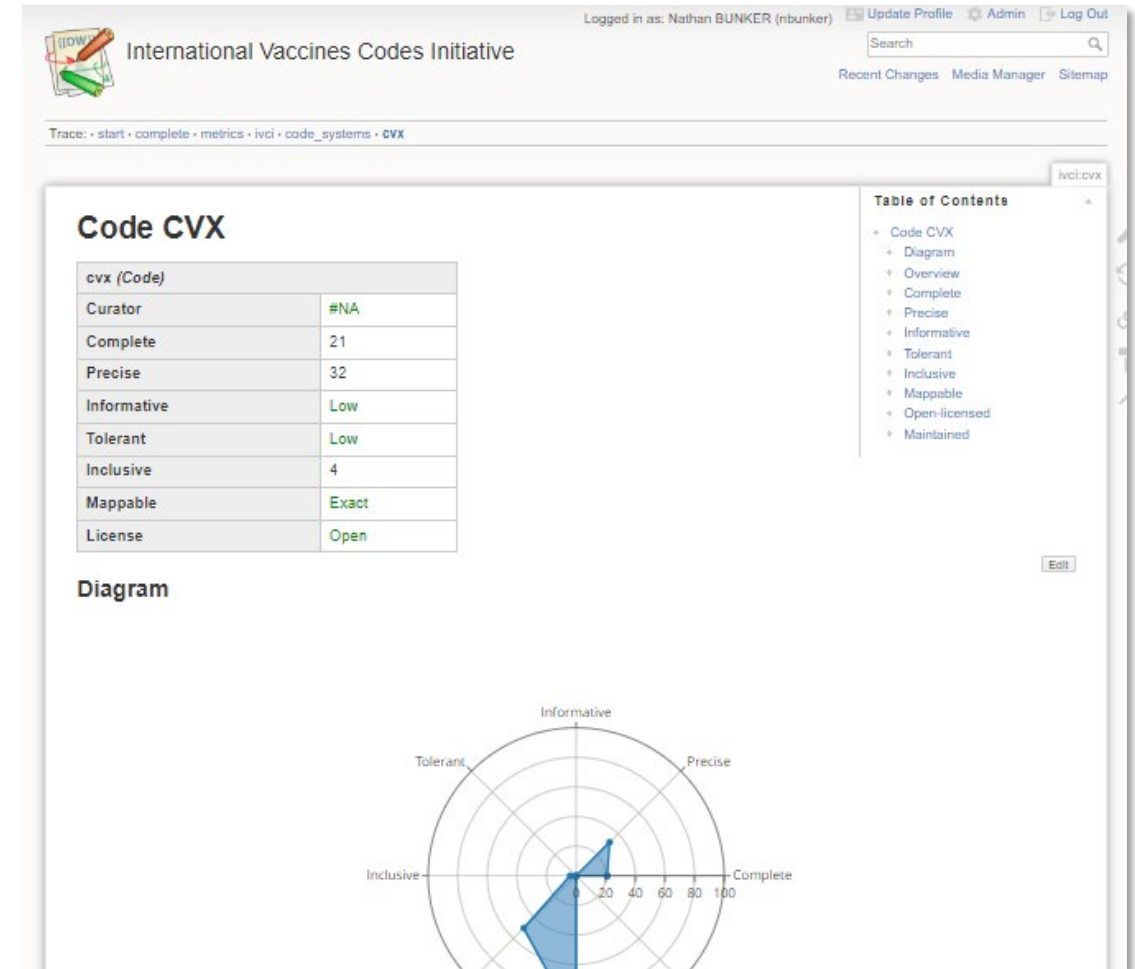 Logged in as: Nathan BUNKER (nbunker) Update Profile Admin Log Out
International Vaccines Codes Initiative
Search
Recent Changes Media Manager Sitemap
Trace: • start • complete • metrics • ivci • code_systems • cvx
ivci:cvx
Table of Contents
Code CVX
Diagram
Overview
Complete
Precise
Informative
Tolerant
Inclusive
Mappable
Open-licensed
Maintained
Code CVX
cvx (Code)
Curator #NA
Complete 21
Precise 32
Informative Low
Tolerant Low
Inclusive 4
Mappable Exact
License Open
Edit
Diagram
Informative
Tolerant
Precise
Inclusive
Complete
0 20 40 60 80 100